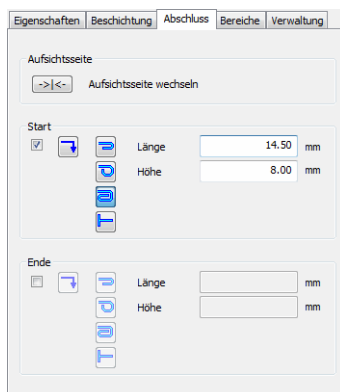 Eigenschaften Beschichtung Abschluss Bereiche Verwaltung
Aufsichtsseite
->|<- Aufsichtsseite wechseln
Start
Länge 14.50 mm
Höhe 8.00 mm
Ende
Länge mm
Höhe mm